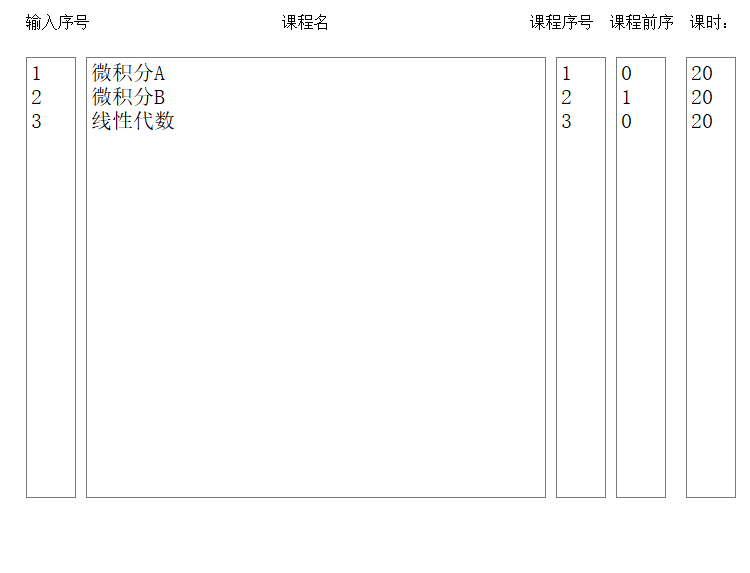 输入序号 课程名 课程序号 课程前序 课时:
1 微积分A 1 0 20
2 微积分B 2 1 20
3 线性代数 3 0 20